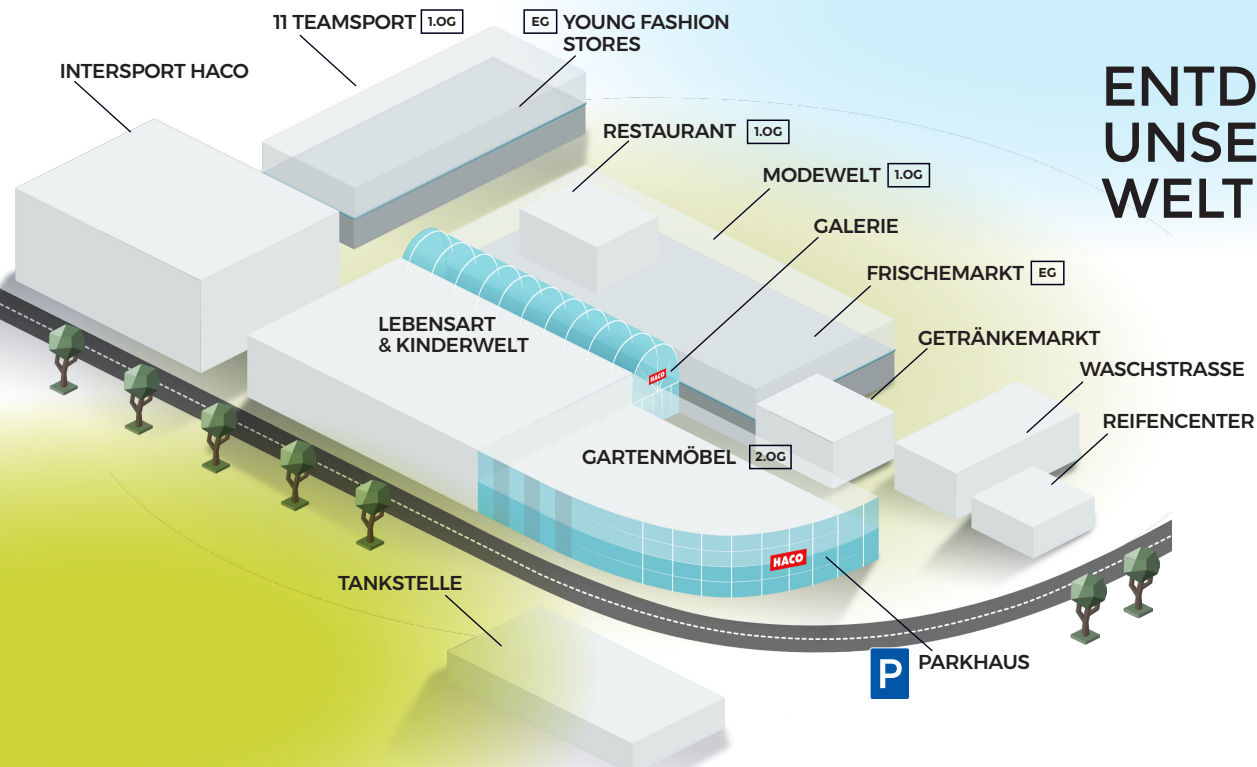 11 TEAMSPORT 1.OG
EG YOUNG FASHION
STORES
INTERSPORT HACO
ENTD
UNSE
WELT
RESTAURANT 1.OG
MODEWELT 1.OG
GALERIE
FRISCHEMARKT EG
LEBENSART
& KINDERWELT
GETRÄNKEMARKT
WASCHSTRASSE
HACO
REIFENCENTER
GARTENMÖBEL 2.OG
HACO
TANKSTELLE
P PARKHAUS